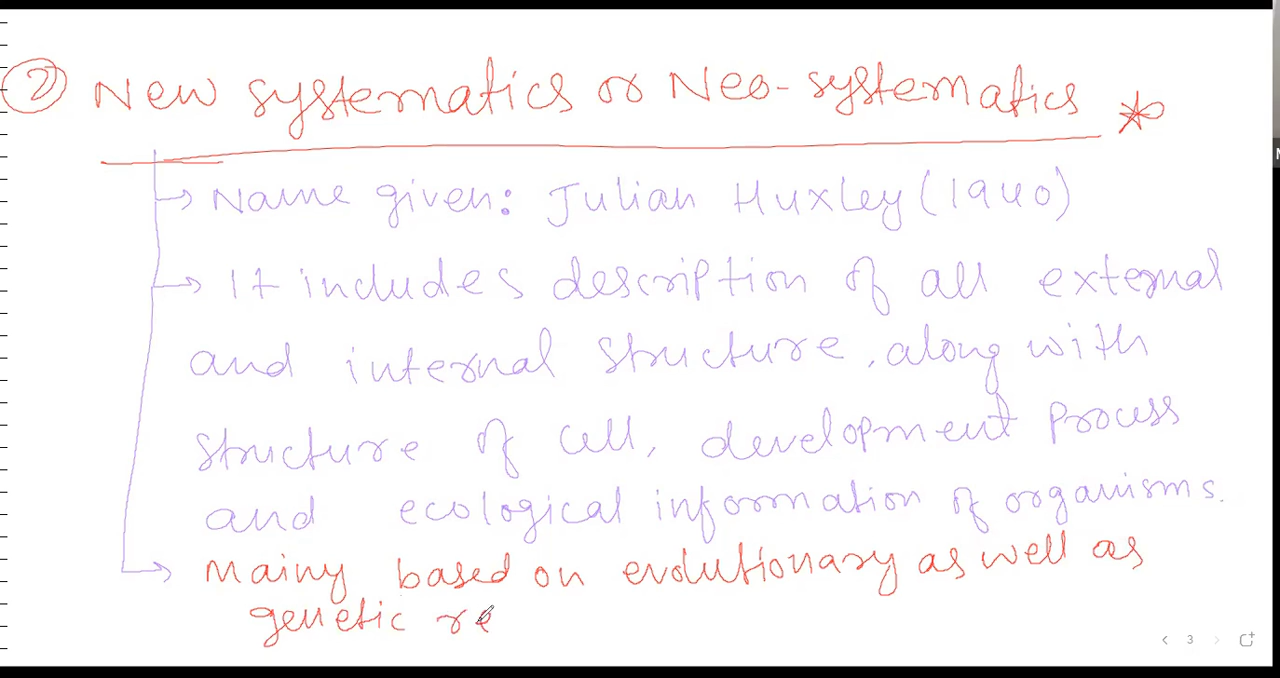 ② New systematics or Neo-systematics *
→ Name given: Julian Huxley (1940)
→ It includes description of all external
and internal structure, along with
structure of cell, development process
and ecological information of organisms.
→ Mainy based on evolutionary as well as
genetic re
< 3 >